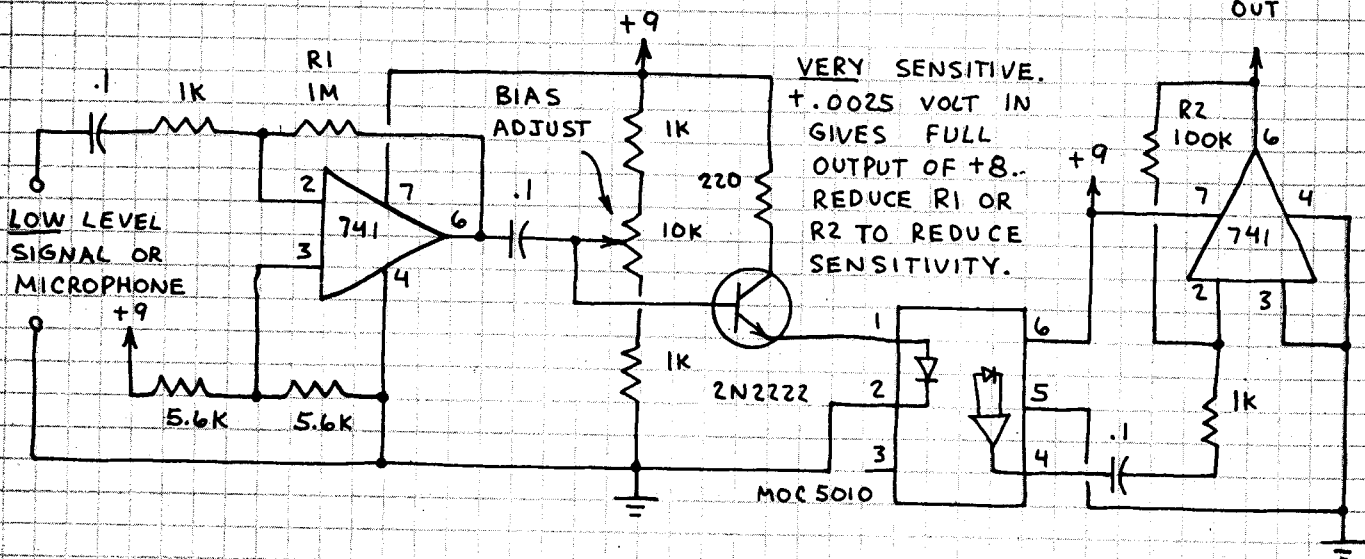 OUT
+9
R1
1M
.1
1K
BIAS
ADJUST
1K
VERY SENSITIVE.
+.0025 VOLT IN
GIVES FULL
OUTPUT OF +8..
REDUCE R1 OR
R2 TO REDUCE
SENSITIVITY.
R2
100K
6
+9
2
7
741
6
3
4
.1
10K
220
7
4
741
2
3
LOW LEVEL
SIGNAL OR
MICROPHONE
+9
5.6K
5.6K
1K
2N2222
1
2
3
6
5
4
MOC 5010
.1
1K